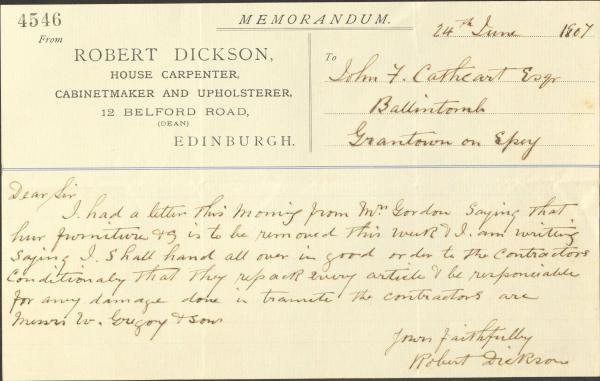 4546
MEMORANDUM.
24th June 1907
From
ROBERT DICKSON,
HOUSE CARPENTER,
CABINETMAKER AND UPHOLSTERER,
12 BELFORD ROAD,
(DEAN)
EDINBURGH.
To
John F. Cathcart Esqr
Ballintomb
Grantown on Spey
Dear Sir
I had a letter this Morning from Mrs Gordon Saying that
hur furniture &c is to be removed this week & I am writing
Saying I Shall hand all over in good order to the Contractors
Conditionaly that they repack every article & be responsiable
for any damage done in transite the contractors are
Messrs W. Gregoy & sons
Yours faithfully
Robert Dickson